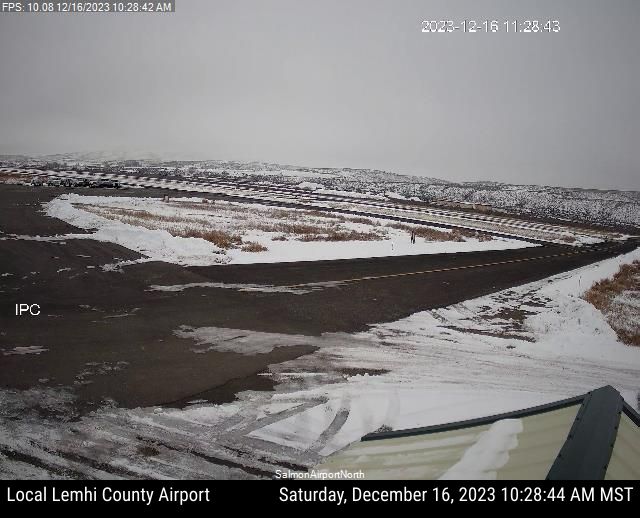 FPS: 10.08 12/16/2023 10:28:42 AM
2023-12-16 11:28:43
IPC
SalmonAirportNorth
Local Lemhi County Airport Saturday, December 16, 2023 10:28:44 AM MST